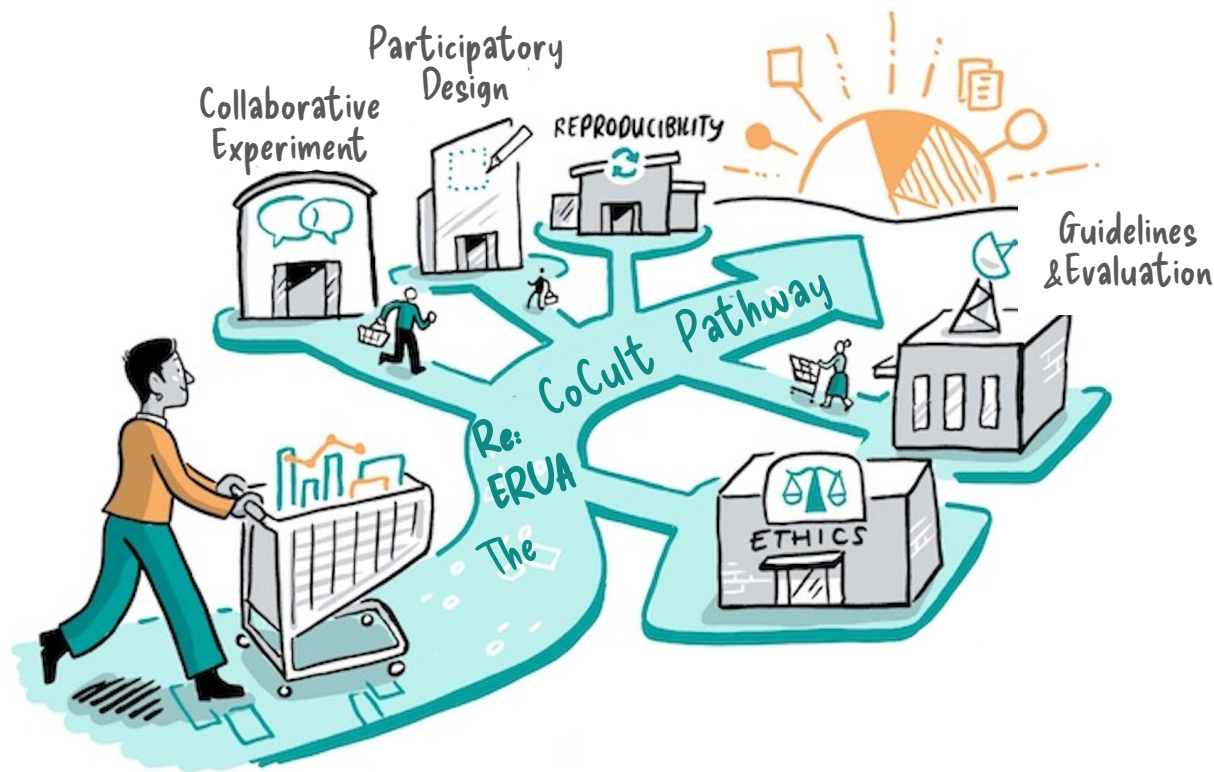 Participatory
Design
Collaborative
Experiment
REPRODUCIBILITY
Guidelines
&Evaluation
The
Re:
ERUA
CoCult Pathway
ETHICS